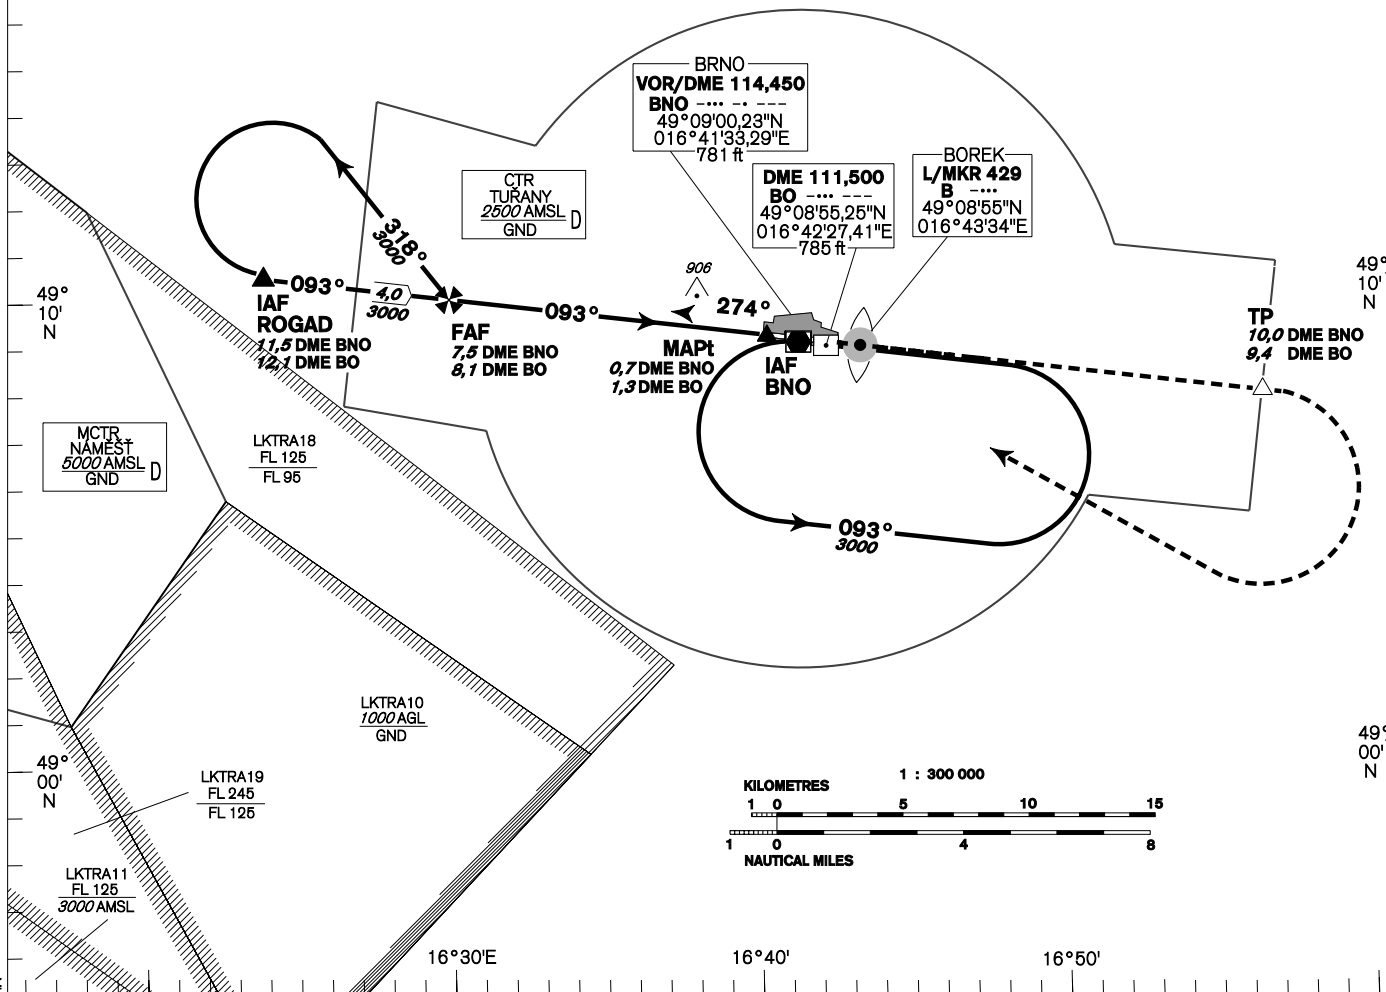 BRNO
VOR/DME 114,450
BNO -··· -· ---
49°09'00,23"N
016°41'33,29"E
781 ft
BOREK
L/MKR 429
B -···
49°08'55"N
016°43'34"E
DME 111,500
BO -··· ---
49°08'55,25"N
016°42'27,41"E
785 ft
CTR
TUŘANY
2500 AMSL
GND
D
318°
3000
093°
4,0
3000
IAF
ROGAD
11,5 DME BNO
12,1 DME BO
FAF
7,5 DME BNO
8,1 DME BO
093°
906
274°
MAPt
0,7 DME BNO
1,3 DME BO
IAF
BNO
TP
10,0 DME BNO
9,4 DME BO
49°
10'
N
49°
10'
N
MCTR
NÁMĚŠŤ
5000 AMSL
GND
D
LKTRA18
FL 125
FL 95
093°
3000
LKTRA10
1000 AGL
GND
49°
00'
N
49°
00'
N
LKTRA19
FL 245
FL 125
LKTRA11
FL 125
3000 AMSL
1 : 300 000
KILOMETRES
1 0 5 10 15
1 0 4 8
NAUTICAL MILES
16°30'E
16°40'
16°50'